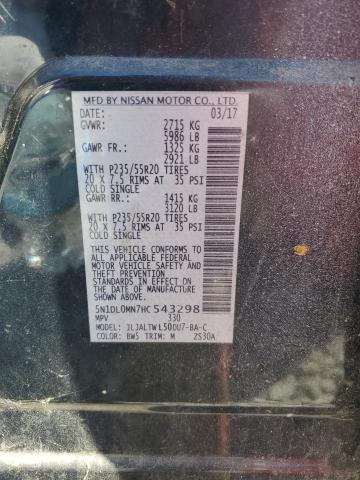 MFD BY NISSAN MOTOR CO., LTD.
DATE: 03/17
GVWR: 2715 KG
5986 LB
GAWR FR.: 1325 KG
2921 LB
WITH P235/55R20 TIRES
20 X 7.5 RIMS AT 35 PSI
COLD SINGLE
GAWR RR.: 1415 KG
3120 LB
WITH P235/55R20 TIRES
20 X 7.5 RIMS AT 35 PSI
COLD SINGLE
THIS VEHICLE CONFORMS TO
ALL APPLICABLE FEDERAL
MOTOR VEHICLE SAFETY AND
THEFT PREVENTION
STANDARDS IN EFFECT ON
THE DATE OF MANUFACTURE
SHOWN ABOVE.
5N1DL0MN7HC543298
MPV 330
MODEL: JLJALTWL50DU7-BA-C
COLOR: BW5 TRIM: M 2S30A